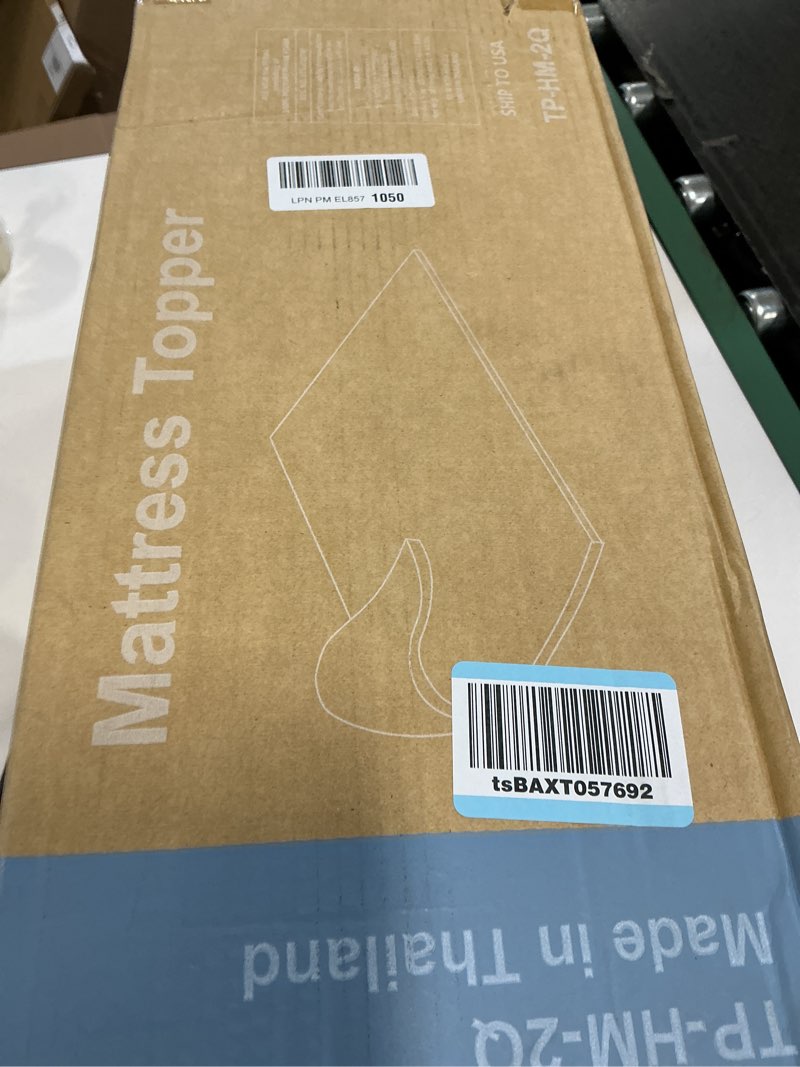 SHIP TO USA
TP-HM-2Q
LPN PM EL857 1050
Mattress Topper
tsBAXT057692
Made in Thailand
TP-HM-2Q